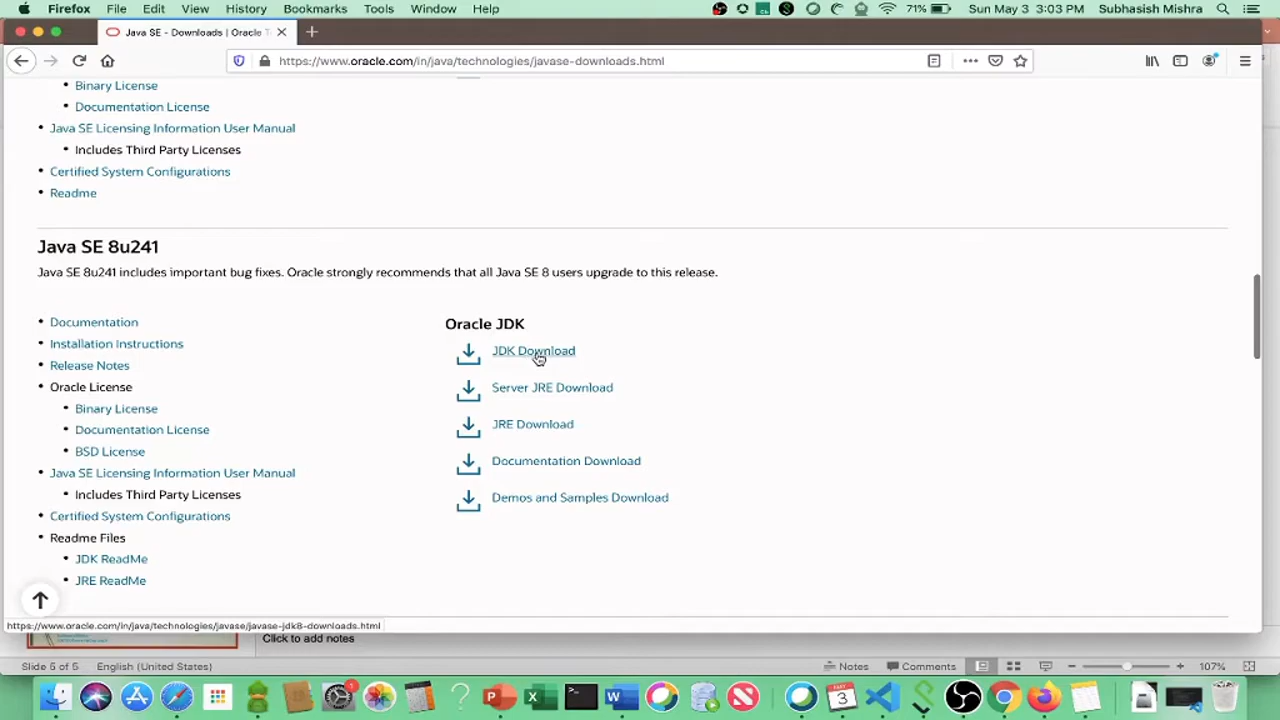 Firefox File Edit View History Bookmarks Tools Window Help 71% Sun May 3 3:03 PM Subhasish Mishra
Java SE - Downloads | Oracle T
https://www.oracle.com/in/java/technologies/javase-downloads.html
Binary License
Documentation License
Java SE Licensing Information User Manual
Includes Third Party Licenses
Certified System Configurations
Readme
Java SE 8u241
Java SE 8u241 includes important bug fixes. Oracle strongly recommends that all Java SE 8 users upgrade to this release.
Documentation
Installation Instructions
Release Notes
Oracle License
Binary License
Documentation License
BSD License
Java SE Licensing Information User Manual
Includes Third Party Licenses
Certified System Configurations
Readme Files
JDK ReadMe
JRE ReadMe
Oracle JDK
JDK Download
Server JRE Download
JRE Download
Documentation Download
Demos and Samples Download
https://www.oracle.com/in/java/technologies/javase/javase-jdk8-downloads.html
Click to add notes
Slide 5 of 5 English (United States) Notes Comments 107%